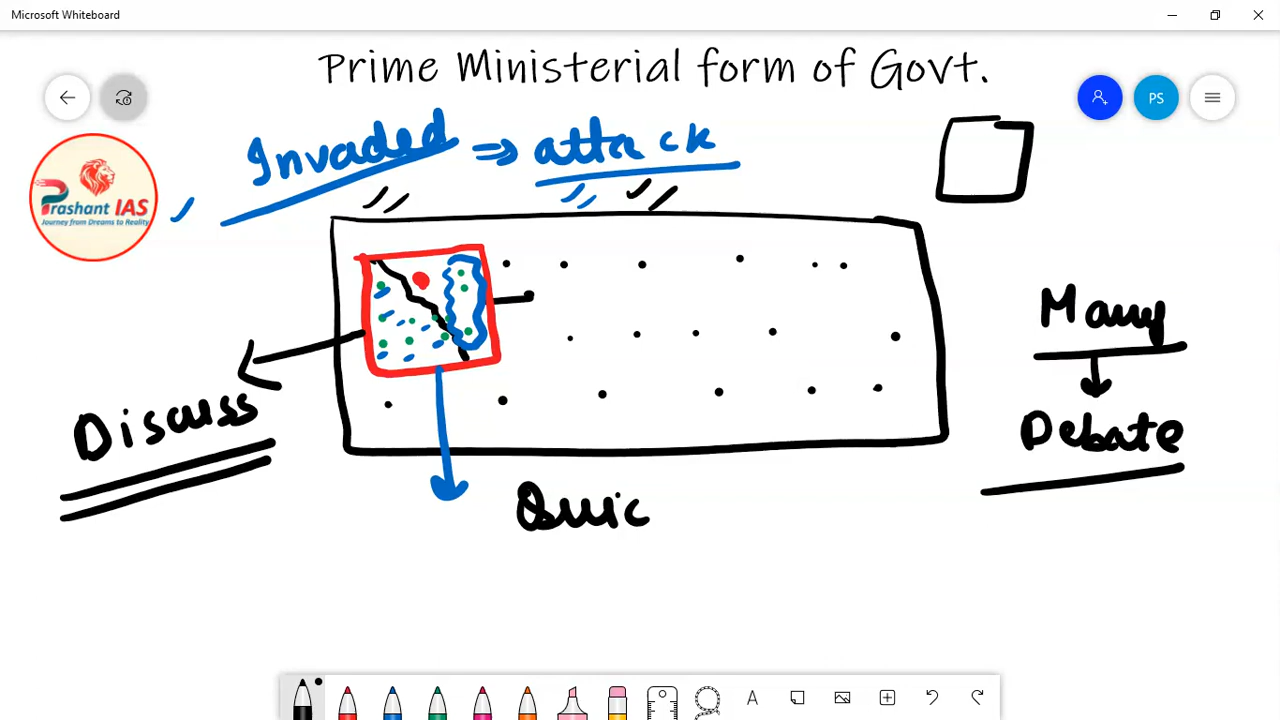 Microsoft Whiteboard
Prime Ministerial form of Govt.
PS
Invaded ⇒ attack
Prashant IAS
Journey from Dreams to Reality
Many
Debate
Discuss
Quic
A